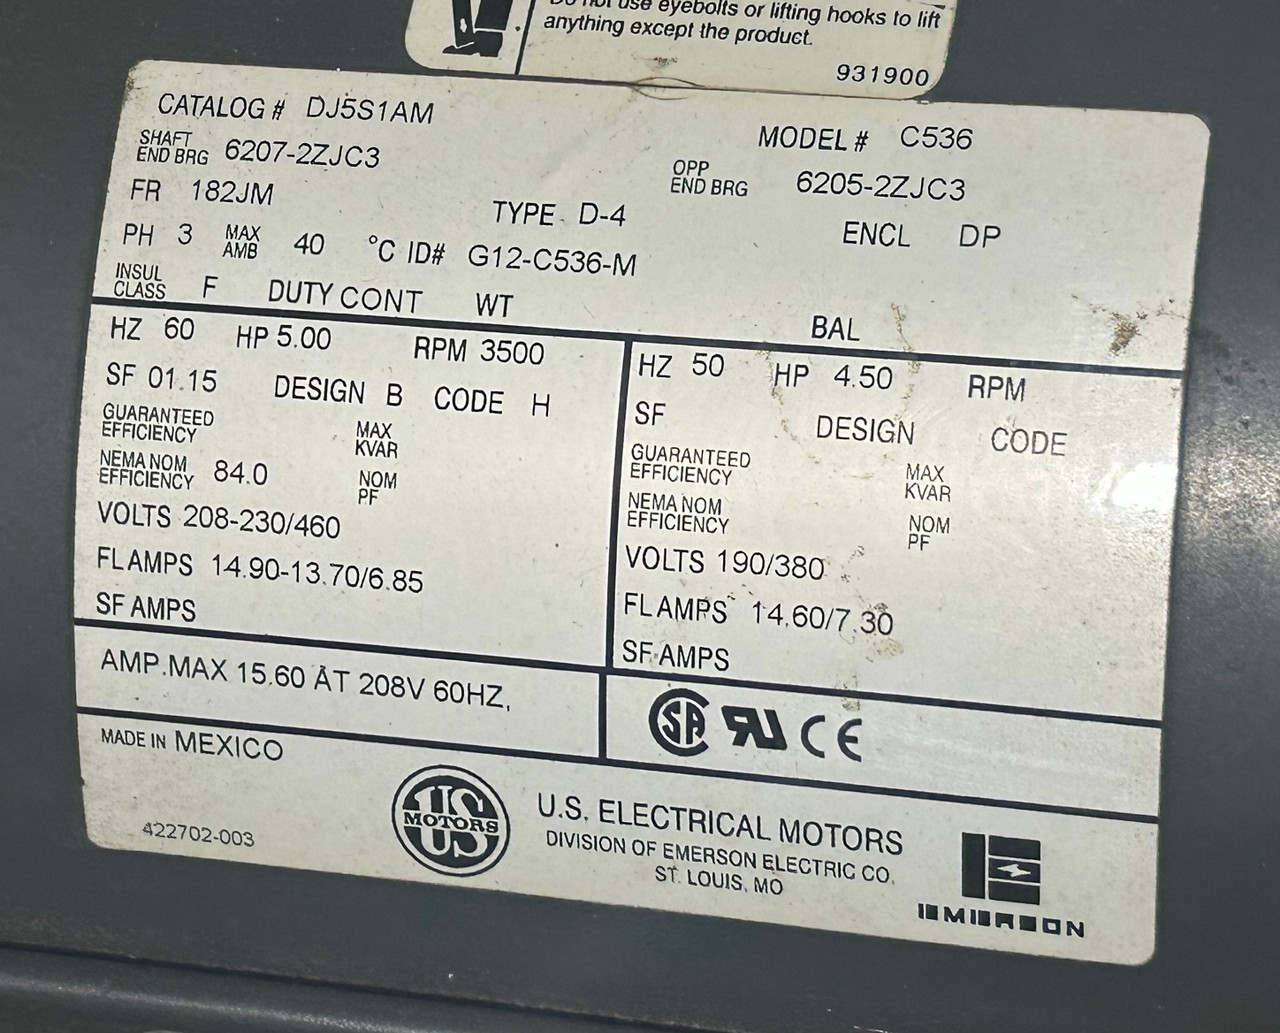 Do not use eyebolts or lifting hooks to lift
anything except the product.
931900
CATALOG # DJ5S1AM
MODEL # C536
SHAFT END BRG 6207-2ZJC3
OPP END BRG 6205-2ZJC3
FR 182JM
TYPE D-4
ENCL DP
PH 3 MAX AMB 40 °C ID# G12-C536-M
INSUL CLASS F DUTY CONT WT
BAL
HZ 60 HP 5.00 RPM 3500
SF 01.15 DESIGN B CODE H
GUARANTEED EFFICIENCY MAX KVAR
NEMA NOM EFFICIENCY 84.0 NOM PF
VOLTS 208-230/460
FL AMPS 14.90-13.70/6.85
SF AMPS
HZ 50 HP 4.50 RPM
SF DESIGN CODE
GUARANTEED EFFICIENCY MAX KVAR
NEMA NOM EFFICIENCY NOM PF
VOLTS 190/380
FL AMPS 14.60/7.30
SF AMPS
AMP.MAX 15.60 AT 208V 60HZ,
SA RU CE
MADE IN MEXICO
422702-003
US MOTORS
U.S. ELECTRICAL MOTORS
DIVISION OF EMERSON ELECTRIC CO.
ST. LOUIS, MO
EMERSON